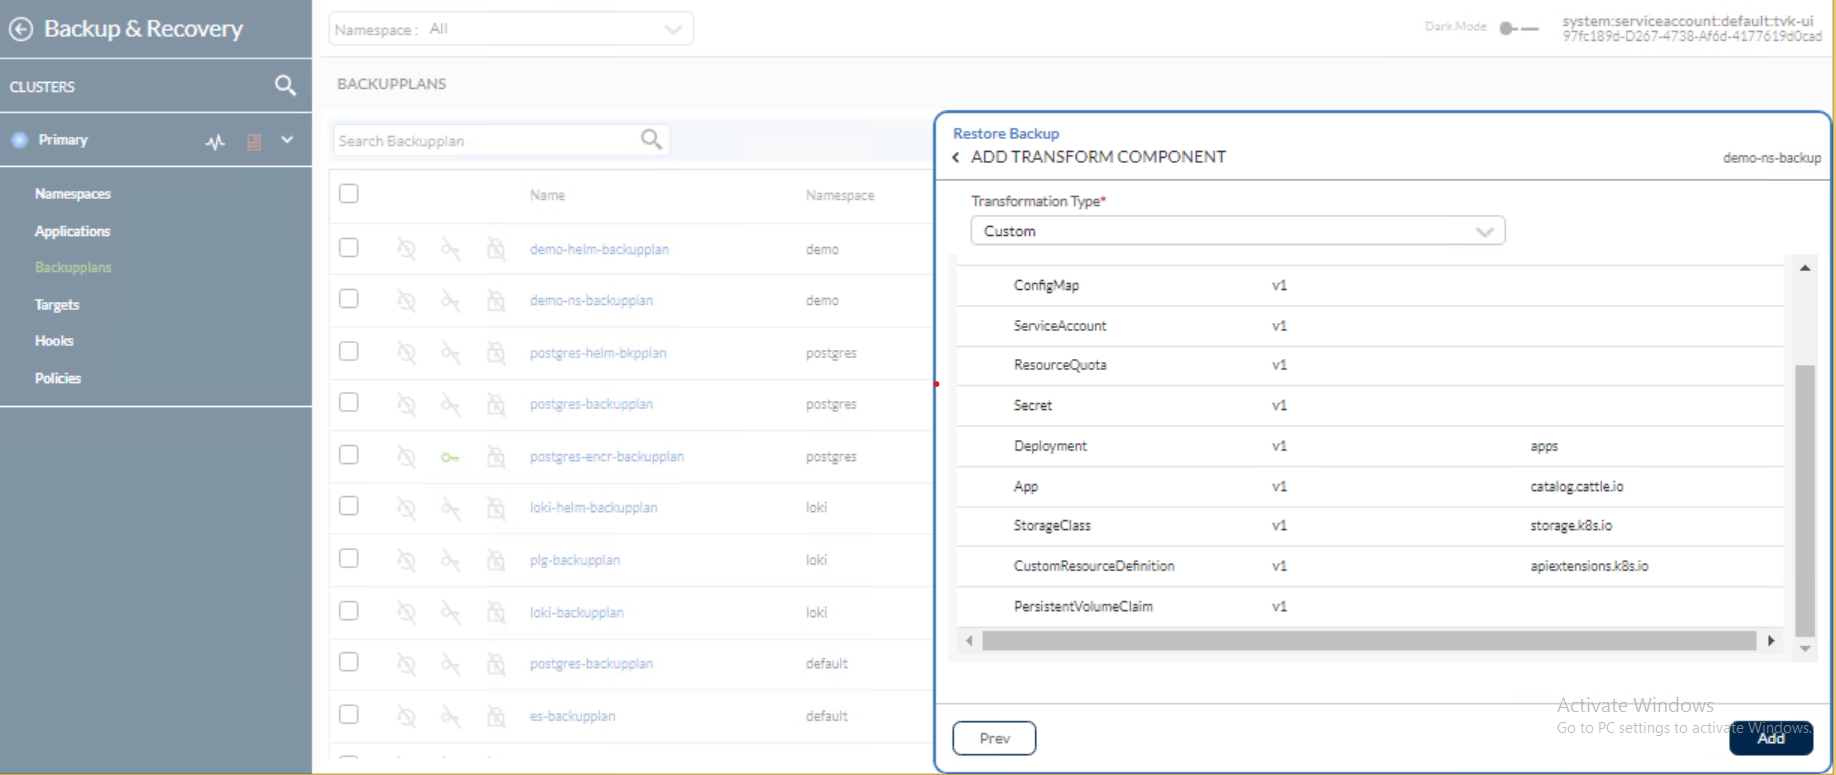 Backup & Recovery
CLUSTERS
Primary
Namespaces
Applications
Backupplans
Targets
Hooks
Policies
Namespace : All
Dark Mode
system:serviceaccount:default:tvk-ui
97fc189d-D267-4738-Af6d-4177619d0cad
BACKUPPLANS
Search Backupplan
Name Namespace
demo-helm-backupplan demo
demo-ns-backupplan demo
postgres-helm-bkpplan postgres
postgres-backupplan postgres
postgres-encr-backupplan postgres
loki-helm-backupplan loki
plg-backupplan loki
loki-backupplan loki
postgres-backupplan default
es-backupplan default
Restore Backup
ADD TRANSFORM COMPONENT
demo-ns-backup
Transformation Type*
Custom
ConfigMap v1
ServiceAccount v1
ResourceQuota v1
Secret v1
Deployment v1 apps
App v1 catalog.cattle.io
StorageClass v1 storage.k8s.io
CustomResourceDefinition v1 apiextensions.k8s.io
PersistentVolumeClaim v1
Prev
Add
Activate Windows
Go to PC settings to activate Windows.